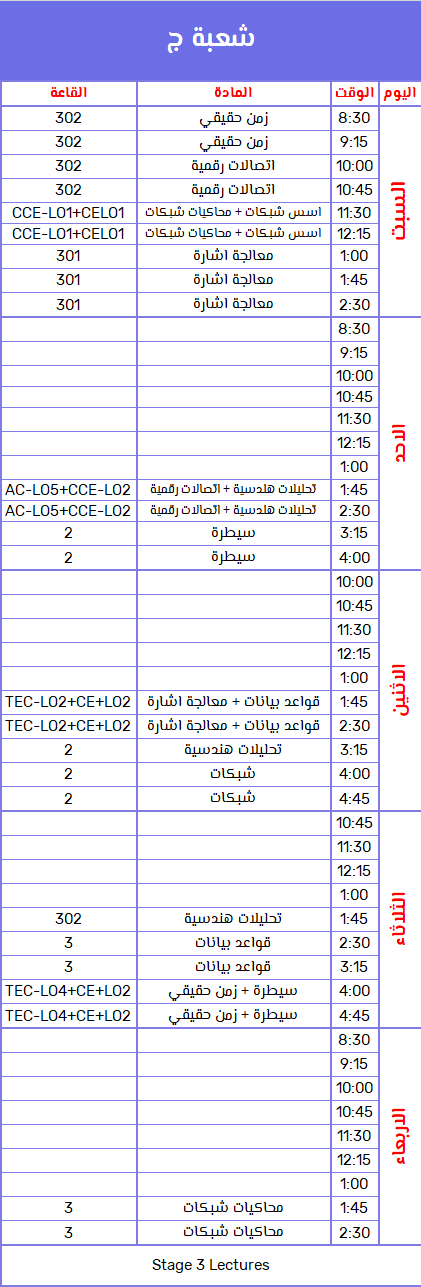 شعبة ج
اليوم الوقت المادة القاعة
السبت
8:30 زمن حقيقي 302
9:15 زمن حقيقي 302
10:00 اتصالات رقمية 302
10:45 اتصالات رقمية 302
11:30 اسس شبكات + محاكيات شبكات CCE-L01+CEL01
12:15 اسس شبكات + محاكيات شبكات CCE-L01+CEL01
1:00 معالجة اشارة 301
1:45 معالجة اشارة 301
2:30 معالجة اشارة 301
الاحد
8:30
9:15
10:00
10:45
11:30
12:15
1:00
1:45 تحليلات هندسية + اتصالات رقمية AC-L05+CCE-L02
2:30 تحليلات هندسية + اتصالات رقمية AC-L05+CCE-L02
3:15 سيطرة 2
4:00 سيطرة 2
الاثنين
10:00
10:45
11:30
12:15
1:00
1:45 قواعد بيانات + معالجة اشارة TEC-L02+CE+L02
2:30 قواعد بيانات + معالجة اشارة TEC-L02+CE+L02
3:15 تحليلات هندسية 2
4:00 شبكات 2
4:45 شبكات 2
الثلاثاء
10:45
11:30
12:15
1:00
1:45 تحليلات هندسية 302
2:30 قواعد بيانات 3
3:15 قواعد بيانات 3
4:00 سيطرة + زمن حقيقي TEC-L04+CE+L02
4:45 سيطرة + زمن حقيقي TEC-L04+CE+L02
الاربعاء
8:30
9:15
10:00
10:45
11:30
12:15
1:00
1:45 محاكيات شبكات 3
2:30 محاكيات شبكات 3
Stage 3 Lectures